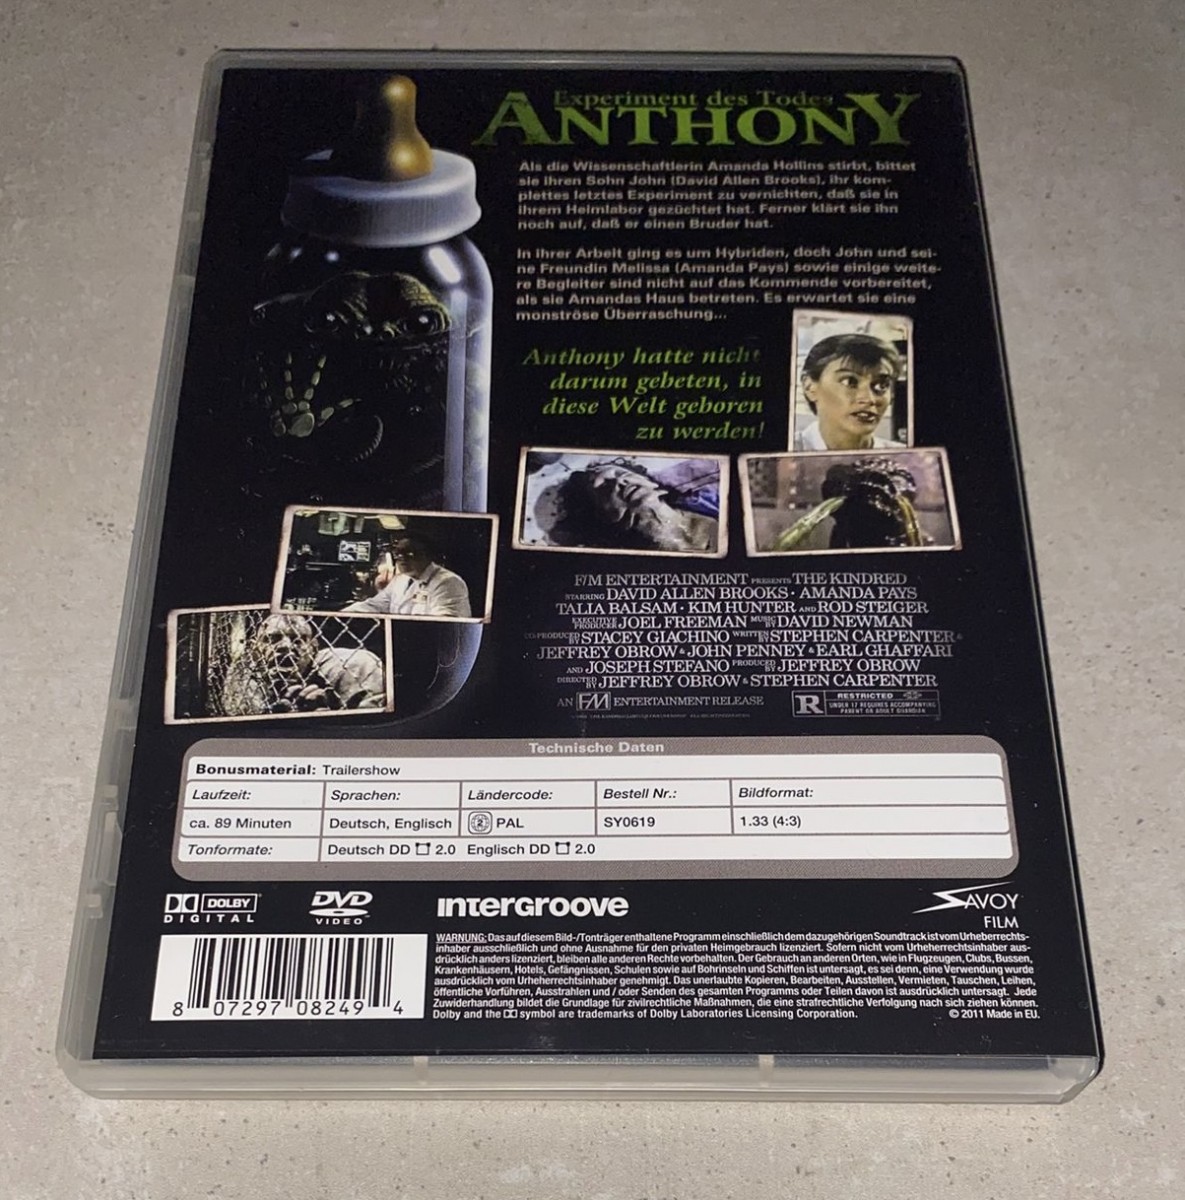 Experiment des Todes
ANTHONY
Als die Wissenschaftlerin Amanda Hollins stirbt, bittet
sie ihren Sohn John (David Allen Brooks), ihr kom-
plettes letztes Experiment zu vernichten, daß sie in
ihrem Heimlabor gezüchtet hat. Ferner klärt sie ihn
noch auf, daß er einen Bruder hat.
In ihrer Arbeit ging es um Hybriden, doch John und sei-
ne Freundin Melissa (Amanda Pays) sowie einige weite-
re Begleiter sind nicht auf das Kommende vorbereitet,
als sie Amandas Haus betreten. Es erwartet sie eine
monströse Überraschung...
Anthony hatte nicht
darum gebeten, in
diese Welt geboren
zu werden!
F/M ENTERTAINMENT PRESENTS THE KINDRED
STARRING DAVID ALLEN BROOKS · AMANDA PAYS
TALIA BALSAM · KIM HUNTER AND ROD STEIGER
EXECUTIVE PRODUCER JOEL FREEMAN MUSIC BY DAVID NEWMAN
CO-PRODUCED BY STACEY GIACHINO WRITTEN BY STEPHEN CARPENTER &
JEFFREY OBROW & JOHN PENNEY & EARL GHAFFARI
AND JOSEPH STEFANO PRODUCED BY JEFFREY OBROW
DIRECTED BY JEFFREY OBROW & STEPHEN CARPENTER
AN F/M ENTERTAINMENT RELEASE
R RESTRICTED
UNDER 17 REQUIRES ACCOMPANYING
PARENT OR ADULT GUARDIAN
Technische Daten
Bonusmaterial: Trailershow
Laufzeit: Sprachen: Ländercode: Bestell Nr.: Bildformat:
ca. 89 Minuten Deutsch, Englisch 2 PAL SY0619 1.33 (4:3)
Tonformate: Deutsch DD 2.0 Englisch DD 2.0
DOLBY
DIGITAL
DVD
VIDEO
intergroove
SAVOY
FILM
WARNUNG: Das auf diesem Bild-/Tonträger enthaltene Programm einschließlich dem dazugehörigen Soundtrack ist vom Urheberrechts-
inhaber ausschließlich und ohne Ausnahme für den privaten Heimgebrauch lizenziert. Sofern nicht vom Urheherrechtsinhaber aus-
drücklich anders lizenziert, bleiben alle anderen Rechte vorbehalten. Der Gebrauch an anderen Orten, wie in Flugzeugen, Clubs, Bussen,
Krankenhäusern, Hotels, Gefängnissen, Schulen sowie auf Bohrinseln und Schiffen ist untersagt, es sei denn, eine Verwendung wurde
ausdrücklich vom Urheberrechtsinhaber genehmigt. Das unerlaubte Kopieren, Bearbeiten, Ausstellen, Vermieten, Tauschen, Leihen,
öffentliche Vorführen, Ausstrahlen und / oder Senden des gesamten Programms oder Teilen davon ist ausdrücklich untersagt. Jede
Zuwiderhandlung bildet die Grundlage für zivilrechtliche Maßnahmen, die eine strafrechtliche Verfolgung nach sich ziehen können.
Dolby and the symbol are trademarks of Dolby Laboratories Licensing Corporation. © 2011 Made in EU.
8 07297 08249 4